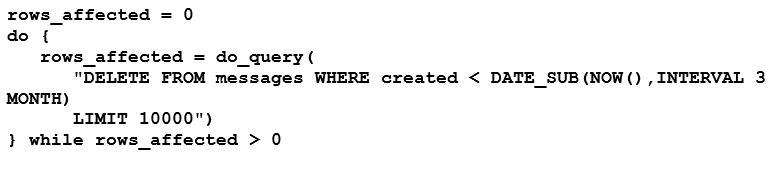 rows_affected = 0
do {
   rows_affected = do_query(
      "DELETE FROM messages WHERE created < DATE_SUB(NOW(),INTERVAL 3
MONTH)
      LIMIT 10000")
} while rows_affected > 0